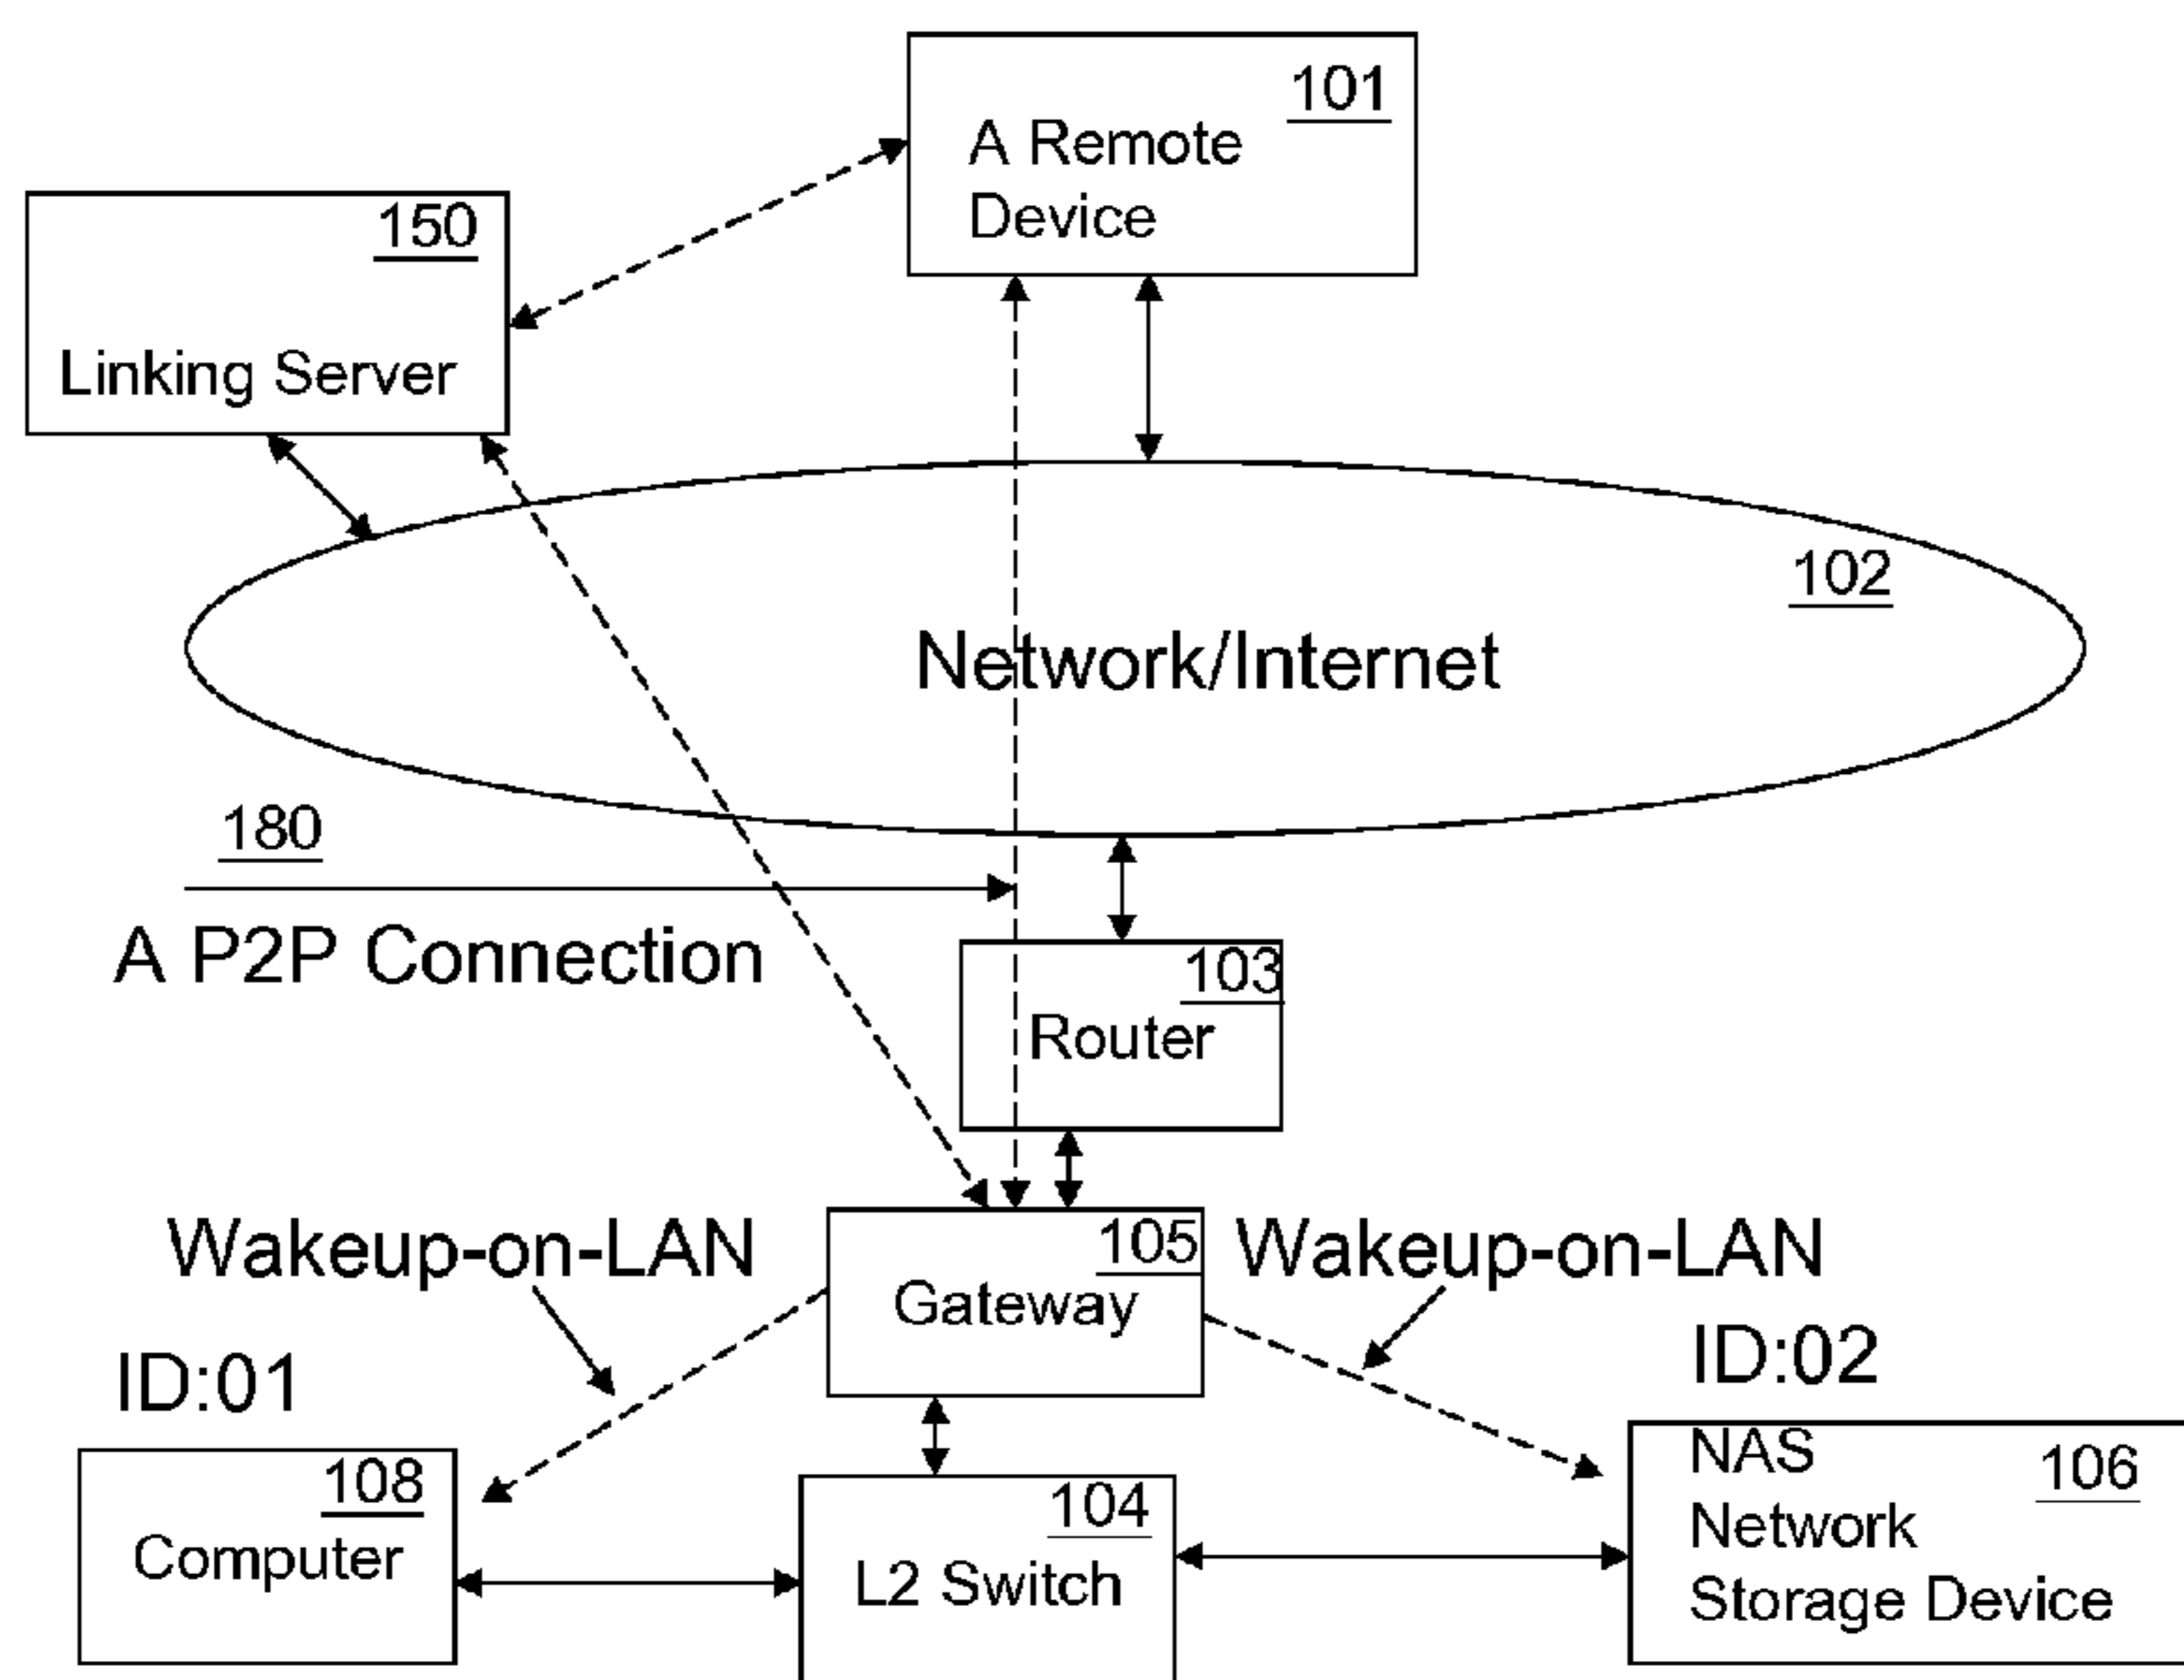 101
A Remote
Device
150
Linking Server
102
Network/Internet
180
A P2P Connection
103
Router
Wakeup-on-LAN
105
Gateway
Wakeup-on-LAN
ID:01
ID:02
108
Computer
104
L2 Switch
NAS
106
Network
Storage Device